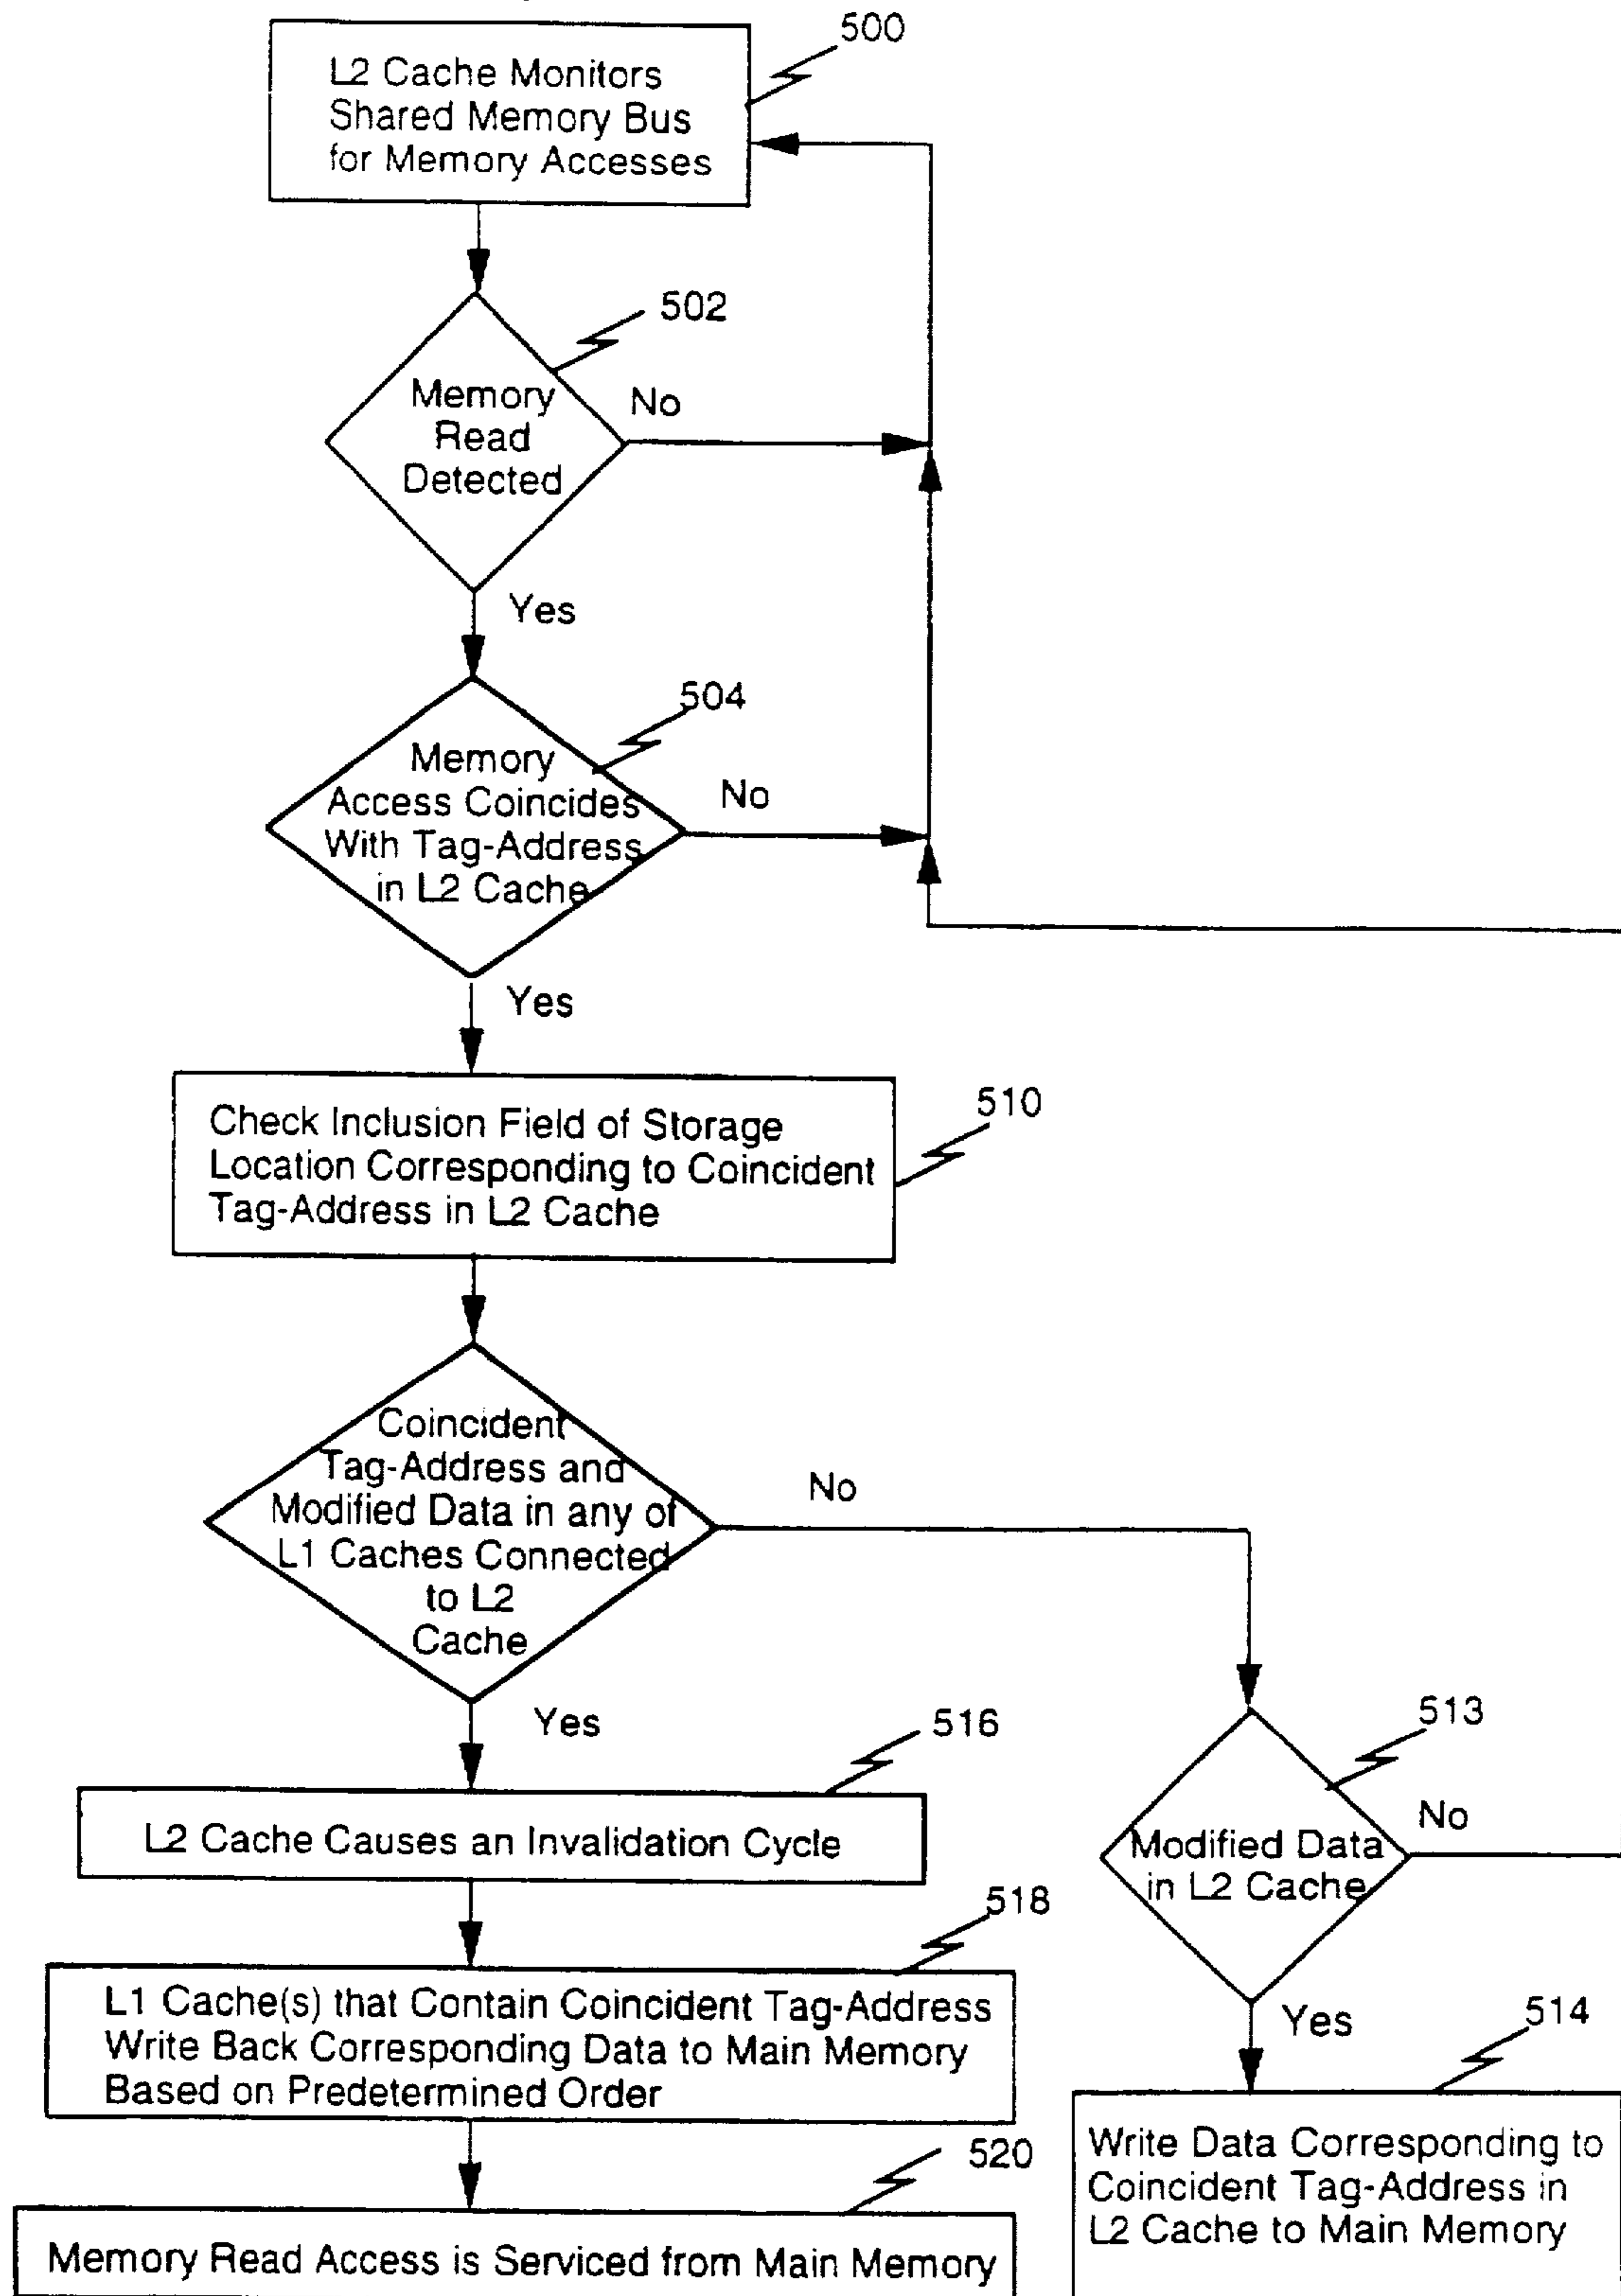 500
L2 Cache Monitors
Shared Memory Bus
for Memory Accesses
502
Memory
Read
Detected
No
Yes
504
Memory
Access Coincides
With Tag-Address
in L2 Cache
No
Yes
510
Check Inclusion Field of Storage
Location Corresponding to Coincident
Tag-Address in L2 Cache
Coincident
Tag-Address and
Modified Data in any of
L1 Caches Connected
to L2
Cache
No
Yes
516
L2 Cache Causes an Invalidation Cycle
513
Modified Data
in L2 Cache
No
Yes
518
L1 Cache(s) that Contain Coincident Tag-Address
Write Back Corresponding Data to Main Memory
Based on Predetermined Order
514
Write Data Corresponding to
Coincident Tag-Address in
L2 Cache to Main Memory
520
Memory Read Access is Serviced from Main Memory